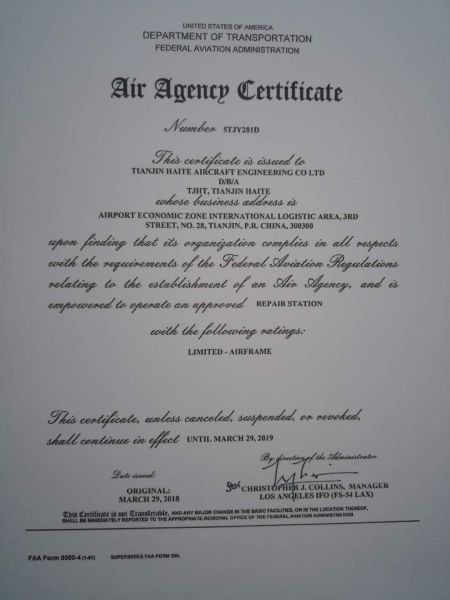 UNITED STATES OF AMERICA
DEPARTMENT OF TRANSPORTATION
FEDERAL AVIATION ADMINISTRATION
Air Agency Certificate
Number 5TJY281D
This certificate is issued to
TIANJIN HAITE AIRCRAFT ENGINEERING CO LTD
D/B/A
TJHT, TIANJIN HAITE
whose business address is
AIRPORT ECONOMIC ZONE INTERNATIONAL LOGISTIC AREA, 3RD
STREET, NO. 28, TIANJIN, P.R. CHINA, 300300
upon finding that its organization complies in all respects
with the requirements of the Federal Aviation Regulations
relating to the establishment of an Air Agency, and is
empowered to operate an approved REPAIR STATION
with the following ratings:
LIMITED - AIRFRAME
This certificate, unless canceled, suspended, or revoked,
shall continue in effect UNTIL MARCH 29, 2019
By direction of the Administrator
Date issued:
CHRISTOPHER J. COLLINS, MANAGER
ORIGINAL:
LOS ANGELES IFO (FS-54 LAX)
MARCH 29, 2018
This Certificate is not Transferable, AND ANY MAJOR CHANGE IN THE BASIC FACILITIES, OR IN THE LOCATION THEREOF,
SHALL BE IMMEDIATELY REPORTED TO THE APPROPRIATE REGIONAL OFFICE OF THE FEDERAL AVIATION ADMINISTRATION
FAA Form 8000-4 (1-67) SUPERSEDES FAA FORM 390.